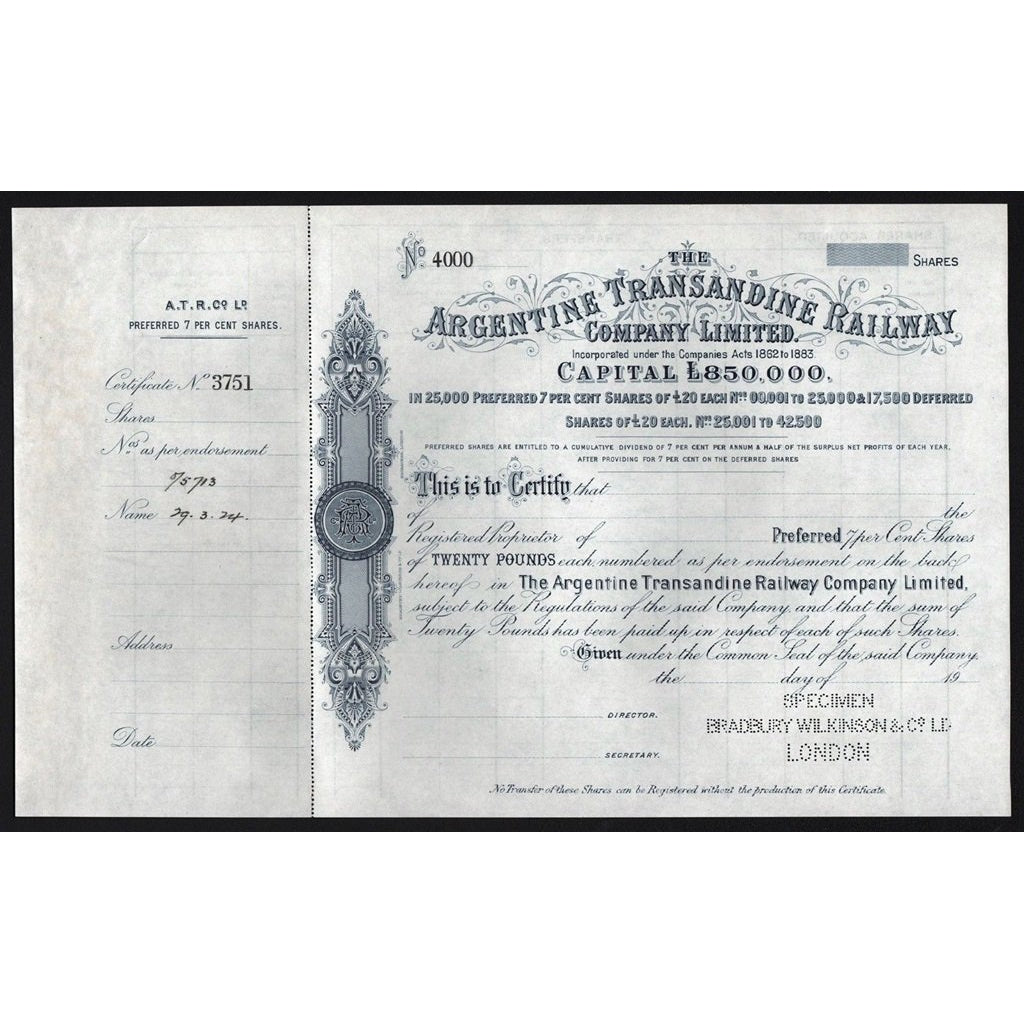 A.T.R. Co Ld
PREFERRED 7 PER CENT SHARES.
Certificate No 3751
Shares
Nos as per endorsement
Name 29.3.24.
Address
Date
No 4000
SHARES
THE
ARGENTINE TRANSANDINE RAILWAY
COMPANY LIMITED.
Incorporated under the Companies Acts 1862 to 1883.
CAPITAL £850,000.
IN 25,000 PREFERRED 7 PER CENT SHARES OF £20 EACH Nos 00,001 TO 25,000 & 17,500 DEFERRED
SHARES OF £20 EACH. Nos 25,001 TO 42,500
PREFERRED SHARES ARE ENTITLED TO A CUMULATIVE DIVIDEND OF 7 PER CENT PER ANNUM & HALF OF THE SURPLUS NET PROFITS OF EACH YEAR,
AFTER PROVIDING FOR 7 PER CENT ON THE DEFERRED SHARES
This is to Certify that
of the
Registered Proprietor of Preferred 7 per Cent Shares
of TWENTY POUNDS each, numbered as per endorsement on the back
hereof in The Argentine Transandine Railway Company Limited,
subject to the Regulations of the said Company, and that the sum of
Twenty Pounds has been paid up in respect of each of such Shares.
Given under the Common Seal of the said Company,
the day of 19
DIRECTOR.
SECRETARY.
SPECIMEN
BRADBURY WILKINSON & Co LD
LONDON
No Transfer of these Shares can be Registered without the production of this Certificate.